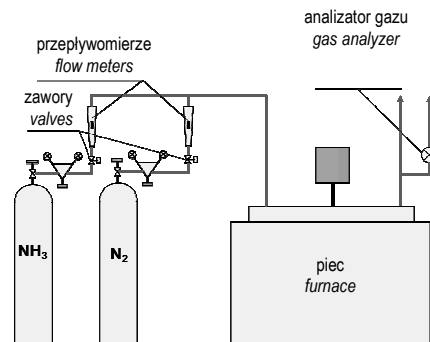 analizator gazu
gas analyzer
przepływomierze
flow meters
zawory
valves
NH₃
N₂
piec
furnace